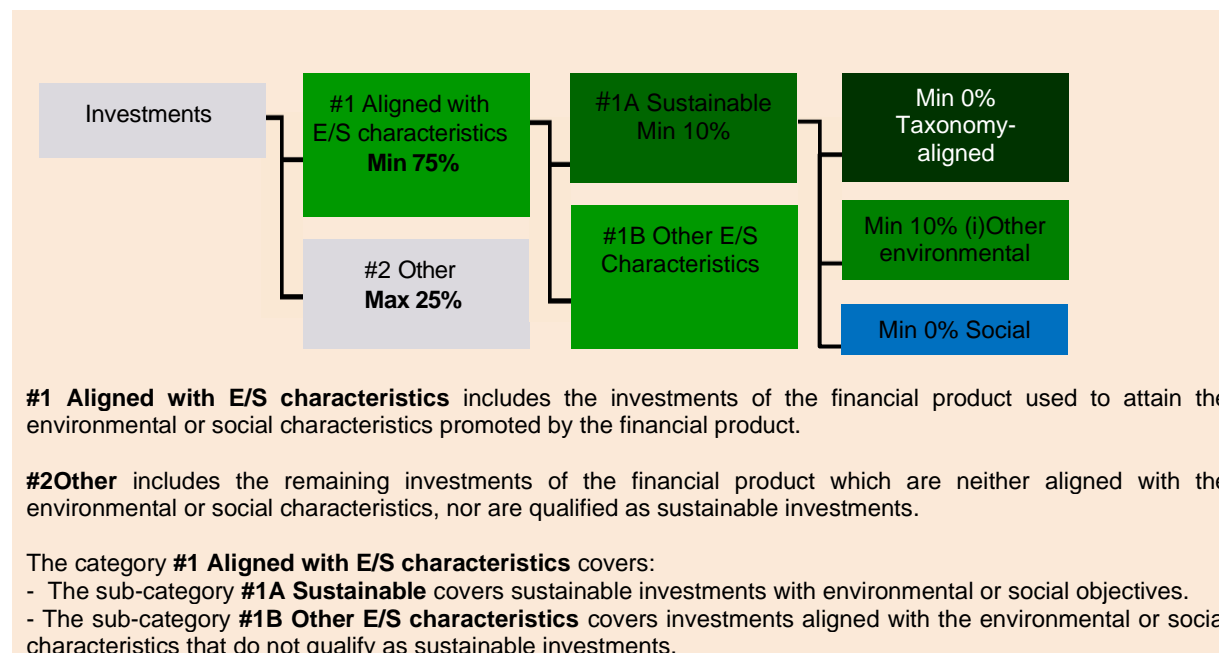 Investments
#1 Aligned with
E/S characteristics
Min 75%
#2 Other
Max 25%
#1A Sustainable
Min 10%
#1B Other E/S
Characteristics
Min 0%
Taxonomy-
aligned
Min 10% (i)Other
environmental
Min 0% Social
#1 Aligned with E/S characteristics includes the investments of the financial product used to attain the
environmental or social characteristics promoted by the financial product.
#2Other includes the remaining investments of the financial product which are neither aligned with the
environmental or social characteristics, nor are qualified as sustainable investments.
The category #1 Aligned with E/S characteristics covers:
- The sub-category #1A Sustainable covers sustainable investments with environmental or social objectives.
- The sub-category #1B Other E/S characteristics covers investments aligned with the environmental or social
characteristics that do not qualify as sustainable investments.